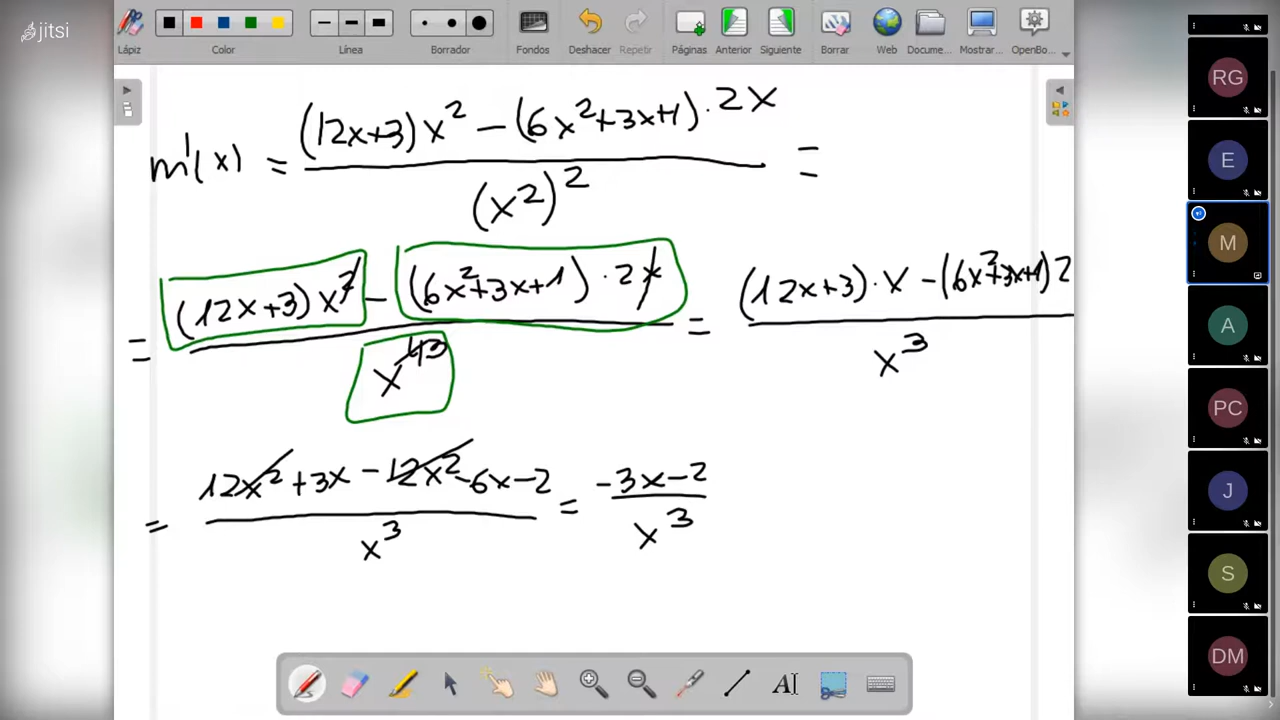 jitsi
Lápiz Color Línea Borrador Fondos Deshacer Repetir Páginas Anterior Siguiente Borrar Web Docume... Mostrar... OpenBo...
m'(x) = ((12x+3)x² − (6x²+3x+1)·2x)/(x²)² =
= ((12x+3)x² − (6x²+3x+1)·2x)/x⁴³ = ((12x+3)·x −(6x²+3x+1)2)/x³
= (12x²+3x−12x²−6x−2)/x³ = (−3x−2)/x³
AI
RG
E
M
A
PC
J
S
DM